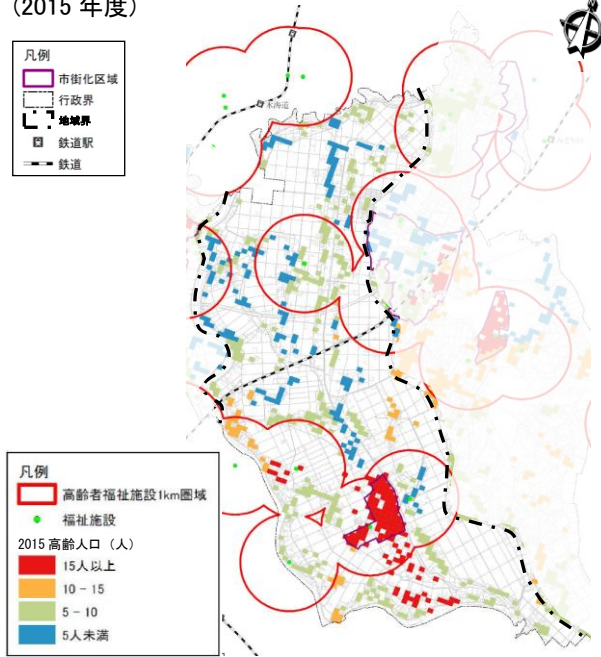 (2015 年度)
凡例
市街化区域
行政界
地域界
鉄道駅
鉄道
木海道
凡例
高齢者福祉施設1km圏域
福祉施設
2015 高齢人口(人)
15人以上
10 - 15
5 - 10
5人未満